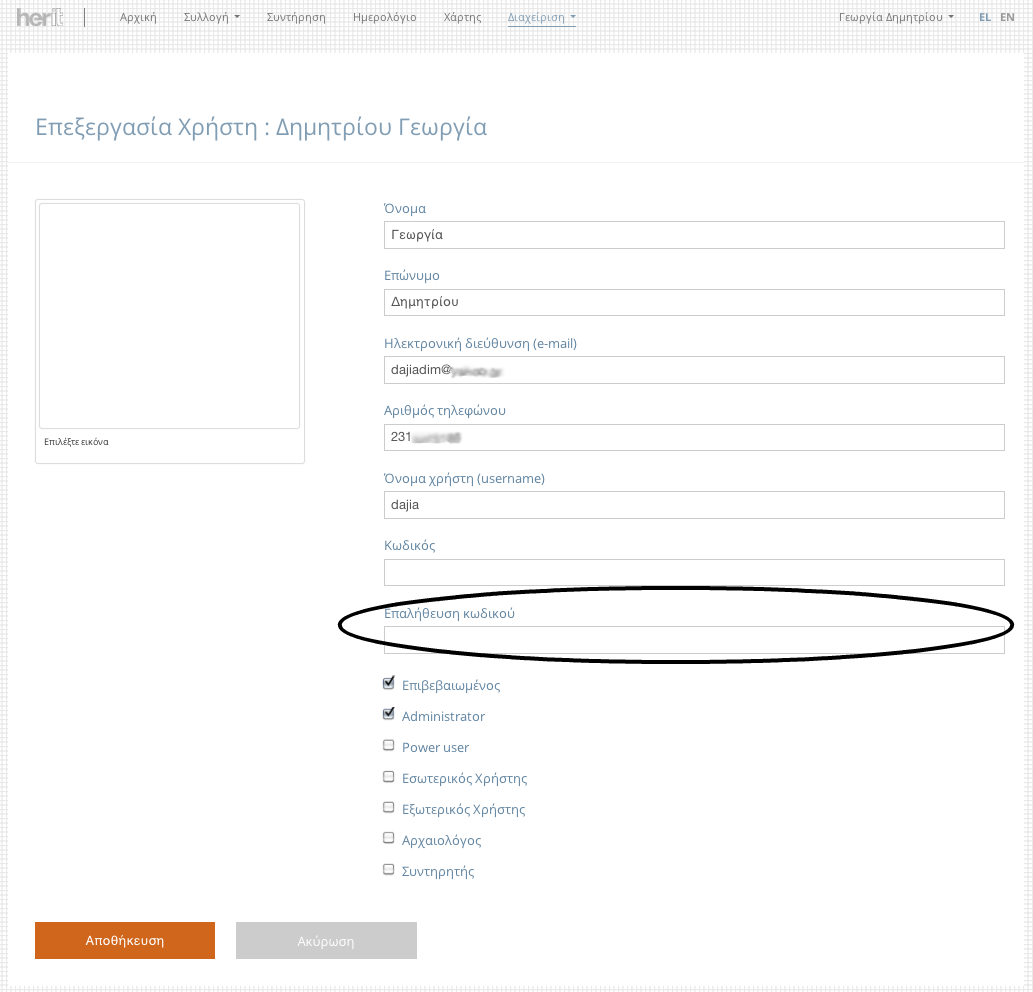 herit
Αρχική Συλλογή Συντήρηση Ημερολόγιο Χάρτης Διαχείριση Γεωργία Δημητρίου EL EN
Επεξεργασία Χρήστη : Δημητρίου Γεωργία
Επιλέξτε εικόνα
Όνομα
Γεωργία
Επώνυμο
Δημητρίου
Ηλεκτρονική διεύθυνση (e-mail)
dajiadim@
Αριθμός τηλεφώνου
231
Όνομα χρήστη (username)
dajia
Κωδικός
Επαλήθευση κωδικού
Επιβεβαιωμένος
Administrator
Power user
Εσωτερικός Χρήστης
Εξωτερικός Χρήστης
Αρχαιολόγος
Συντηρητής
Αποθήκευση Ακύρωση